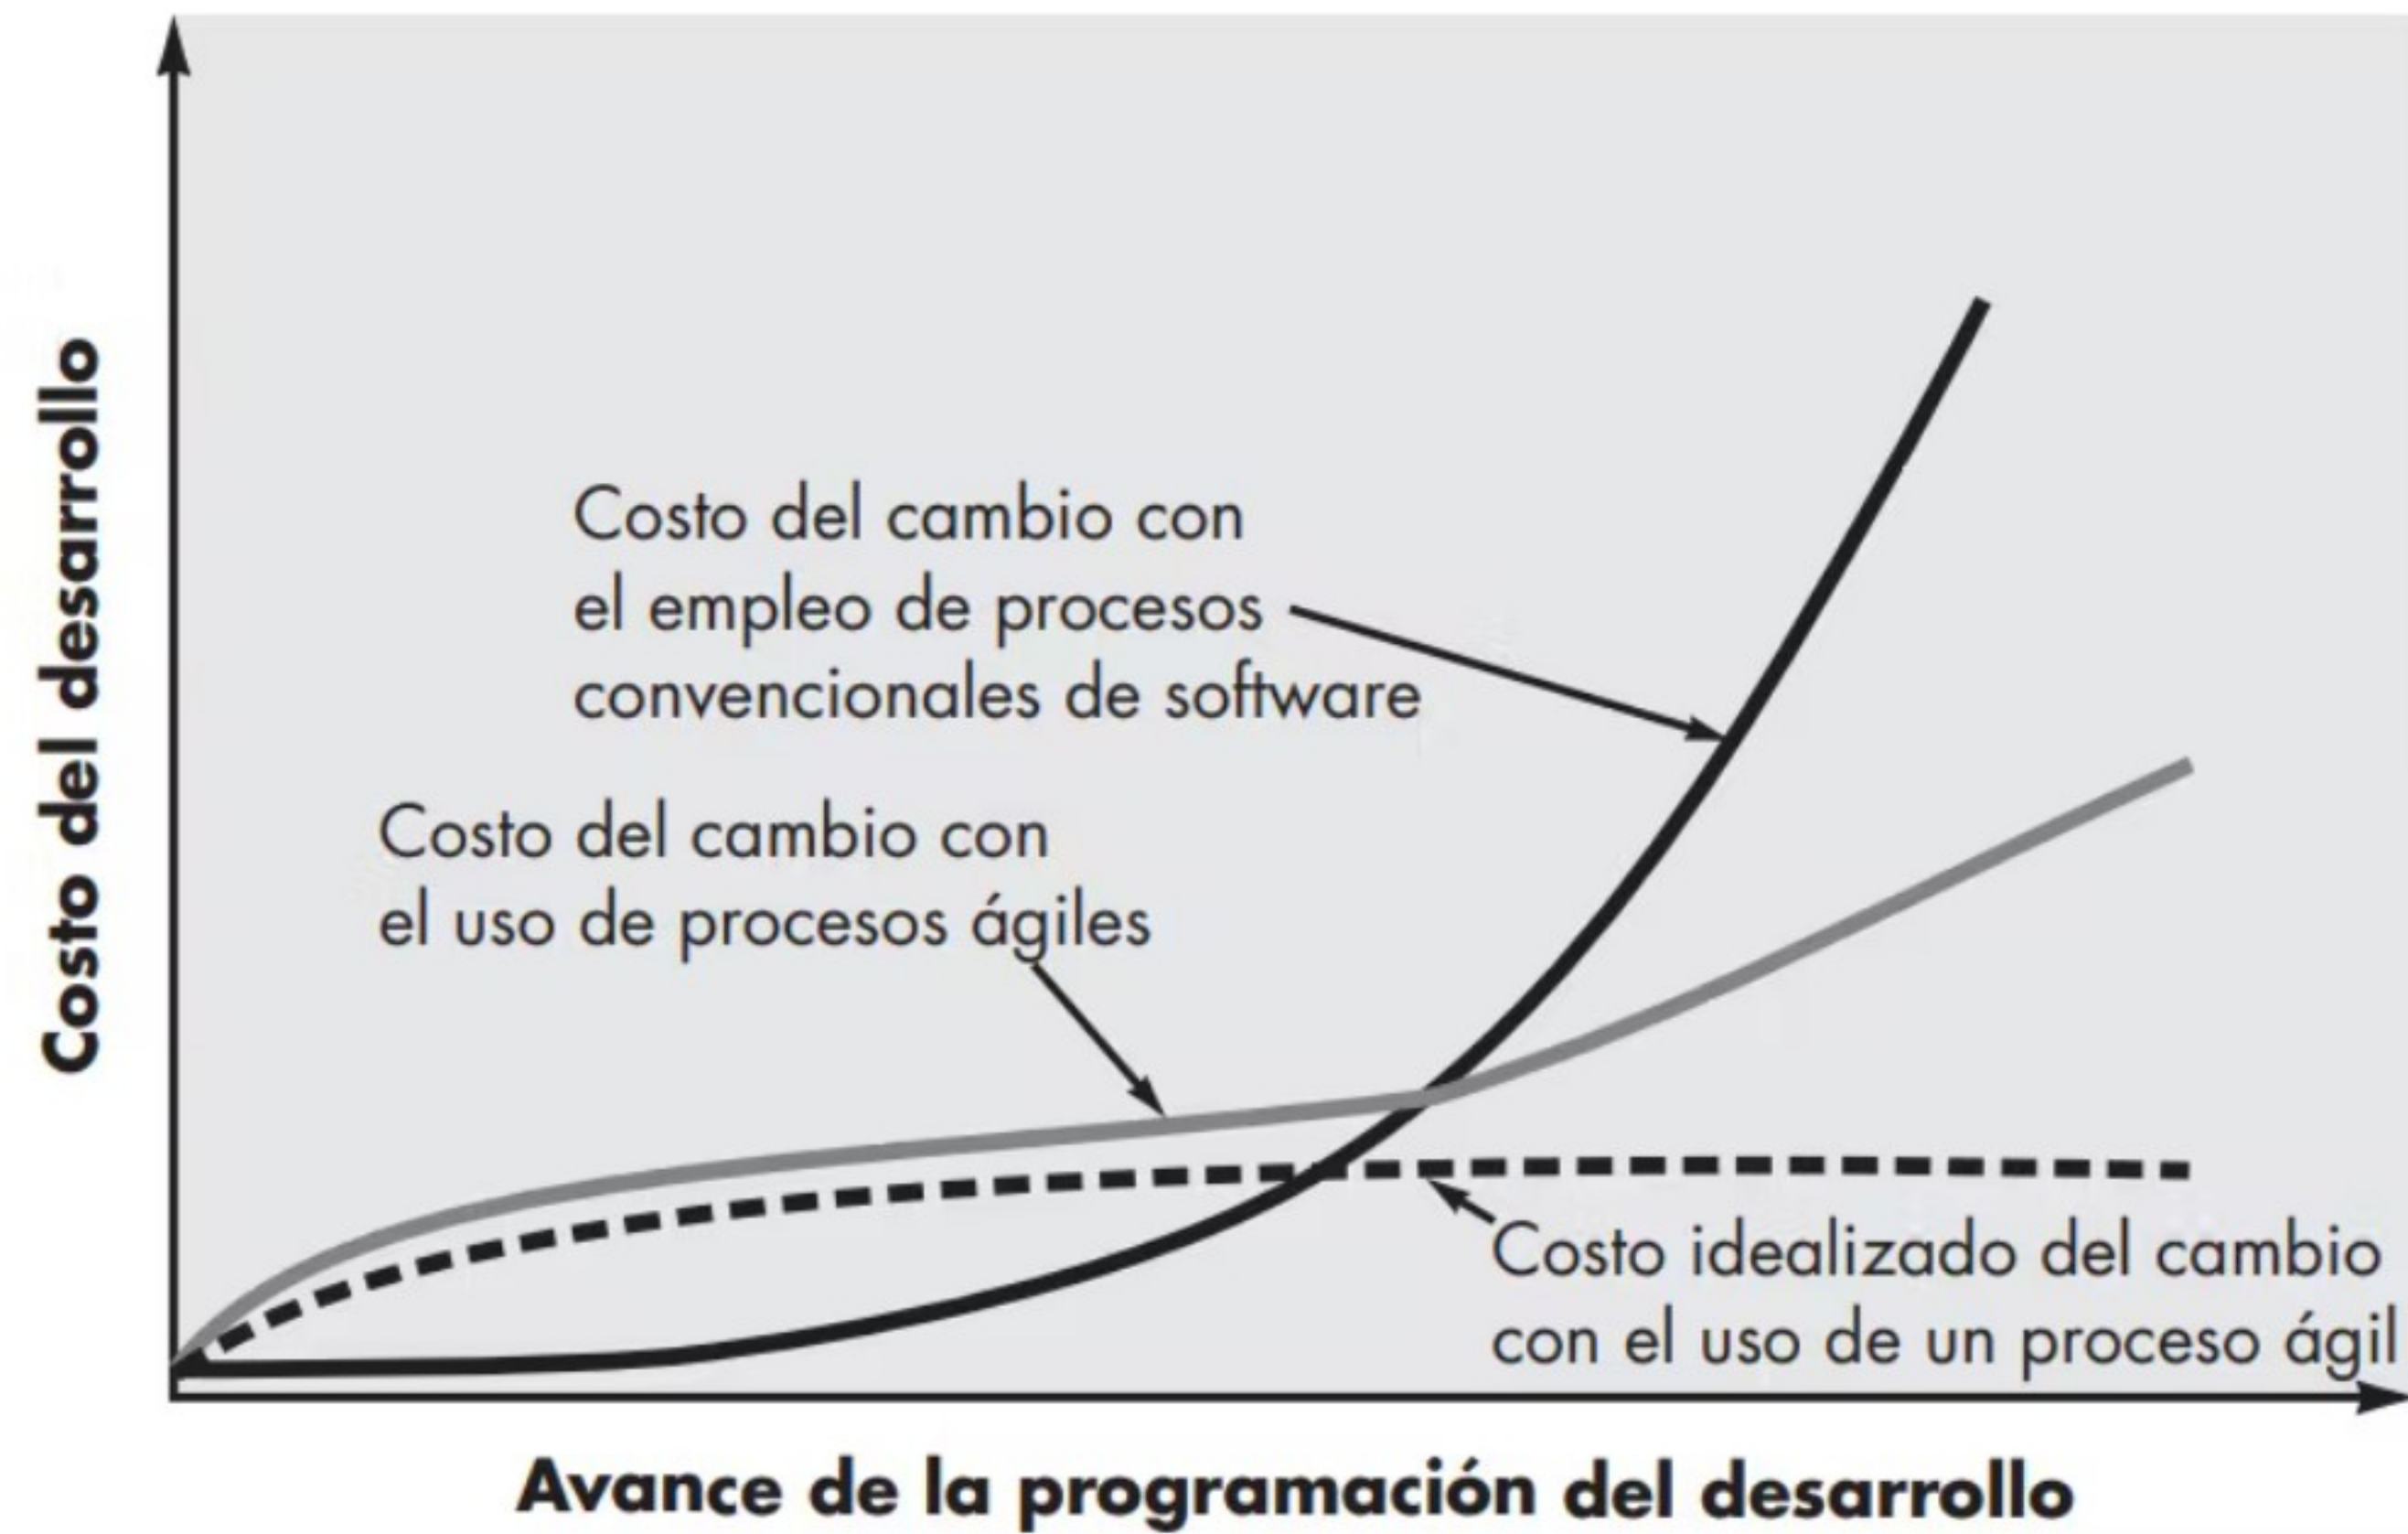 Costo del desarrollo
Costo del cambio con
el empleo de procesos
convencionales de software
Costo del cambio con
el uso de procesos ágiles
Costo idealizado del cambio
con el uso de un proceso ágil
Avance de la programación del desarrollo